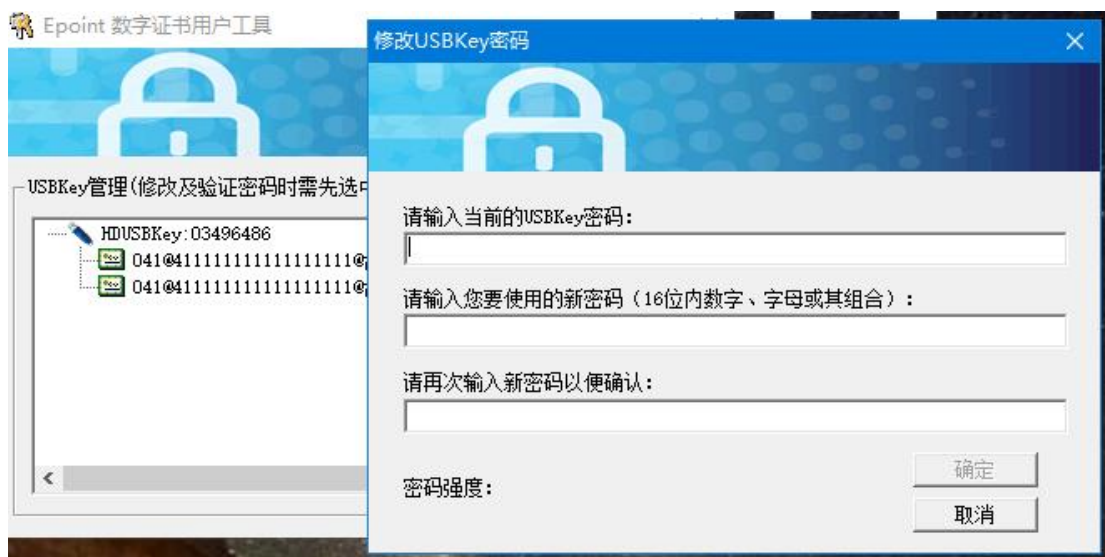 Epoint 数字证书用户工具
USBKey管理(修改及验证密码时需先选中
HDUSBKey:03496486
041@411111111111111111@
041@411111111111111111@
修改USBKey密码
请输入当前的USBKey密码:
请输入您要使用的新密码（16位内数字、字母或其组合）:
请再次输入新密码以便确认:
密码强度:
确定
取消